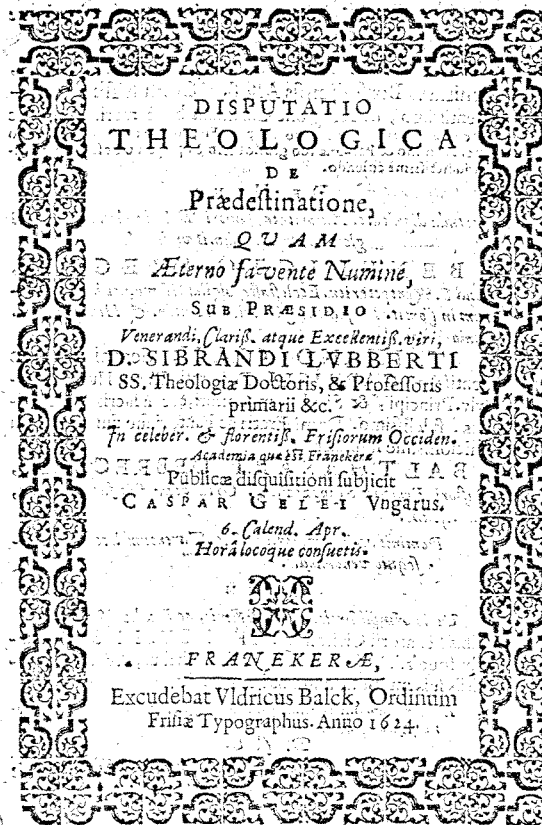 DISPUTATIO
THEOLOGICA
DE
Prædeſtinatione,
QUAM
Æterno favente Numine,
SUB PRÆSIDIO
Venerandi, Clariſſ. atque Excellentiſſ. viri,
D. SIBRANDI LVBBERTI
SS. Theologiæ Doctoris, & Profeſſoris
primarii &c.
In celeber. & florentiſſ. Friſiorum Occiden.
Academia quæ eſt Franekeræ
Publicæ diſquiſitioni ſubjicit
CASPAR GELEI Vngarus.
6. Calend. Apr.
Horâ locoque conſuetis.
FRANEKERÆ,
Excudebat Vldricus Balck, Ordinum
Friſiæ Typographus. Anno 1624.